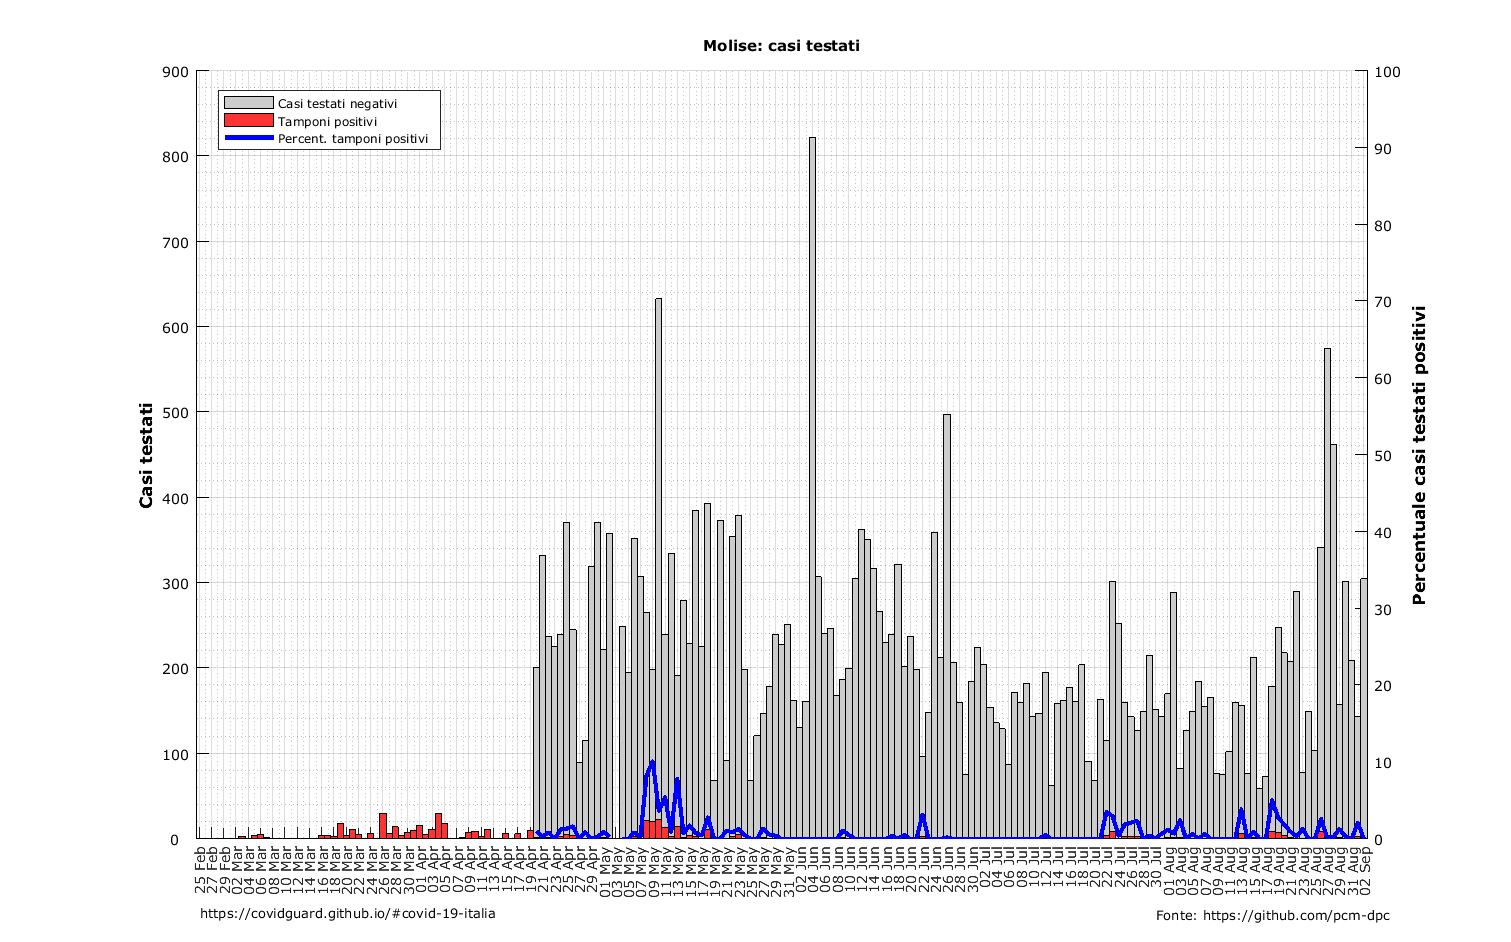 Molise: casi testati
Casi testati negativi
Tamponi positivi
Percent. tamponi positivi
Casi testati
900
800
700
600
500
400
300
200
100
0
100
90
80
70
60
50
40
30
20
10
0
Percentuale casi testati positivi
25 Feb
27 Feb
29 Feb
02 Mar
04 Mar
06 Mar
08 Mar
10 Mar
12 Mar
14 Mar
16 Mar
18 Mar
20 Mar
22 Mar
24 Mar
26 Mar
28 Mar
30 Mar
01 Apr
03 Apr
05 Apr
07 Apr
09 Apr
11 Apr
13 Apr
15 Apr
17 Apr
19 Apr
21 Apr
23 Apr
25 Apr
27 Apr
29 Apr
01 May
03 May
05 May
07 May
09 May
11 May
13 May
15 May
17 May
19 May
21 May
23 May
25 May
27 May
29 May
31 May
02 Jun
04 Jun
06 Jun
08 Jun
10 Jun
12 Jun
14 Jun
16 Jun
18 Jun
20 Jun
22 Jun
24 Jun
26 Jun
28 Jun
30 Jun
02 Jul
04 Jul
06 Jul
08 Jul
10 Jul
12 Jul
14 Jul
16 Jul
18 Jul
20 Jul
22 Jul
24 Jul
26 Jul
28 Jul
30 Jul
01 Aug
03 Aug
05 Aug
07 Aug
09 Aug
11 Aug
13 Aug
15 Aug
17 Aug
19 Aug
21 Aug
23 Aug
25 Aug
27 Aug
29 Aug
31 Aug
02 Sep
https://covidguard.github.io/#covid-19-italia
Fonte: https://github.com/pcm-dpc